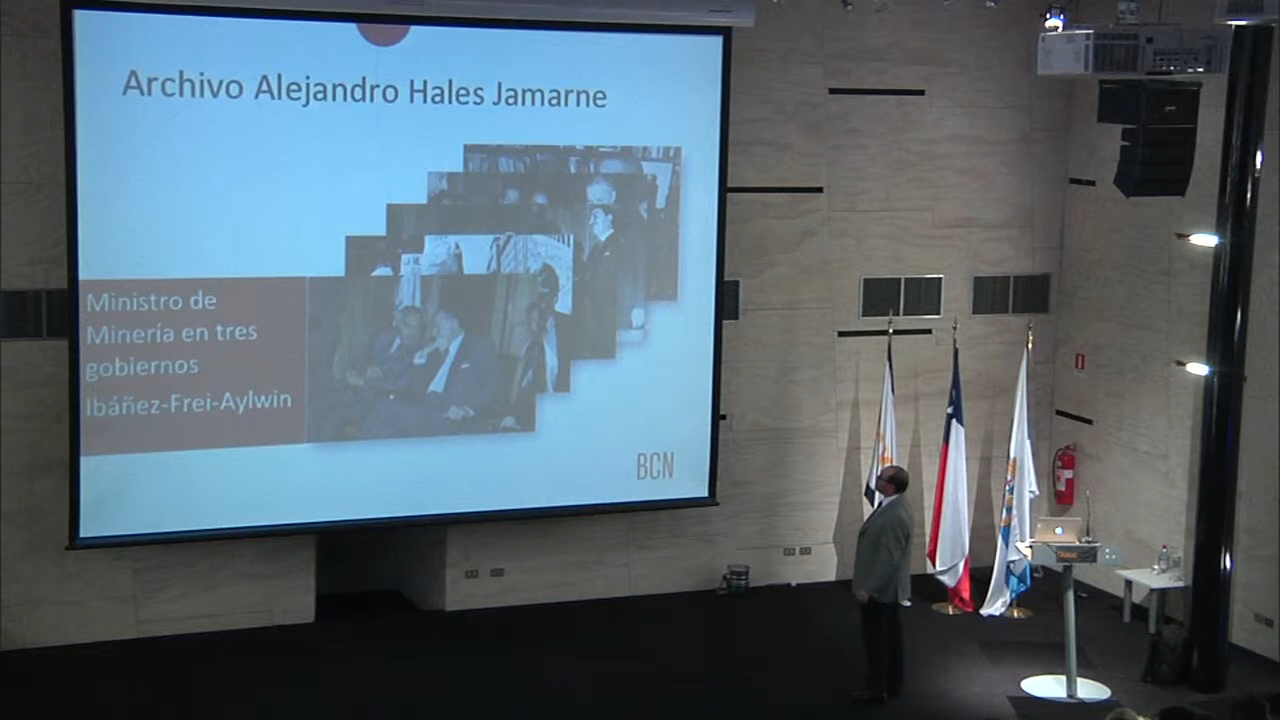 Archivo Alejandro Hales Jamarne
Ministro de
Minería en tres
gobiernos
Ibáñez-Frei-Aylwin
BCN